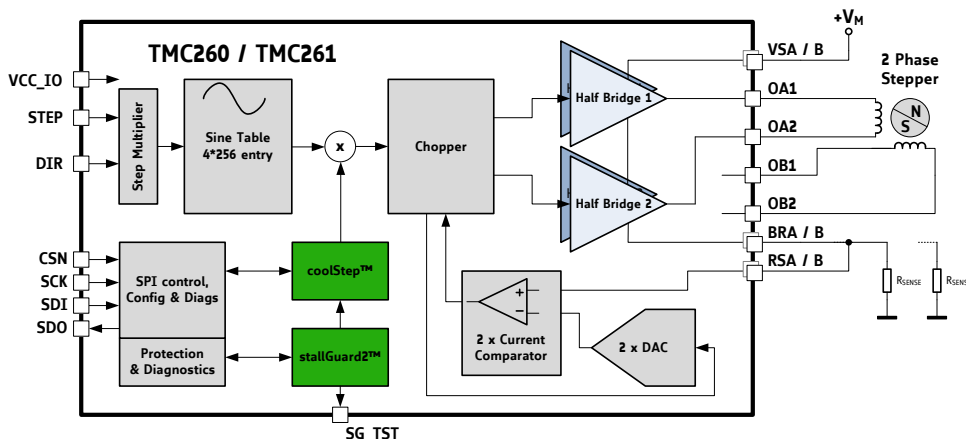 +VM
TMC260 / TMC261
VSA / B
2 Phase
Stepper
VCC_IO
STEP
DIR
Step Multiplier
Sine Table
4*256 entry
x
Chopper
Half Bridge 1
Half Bridge 2
OA1
OA2
OB1
OB2
N
S
BRA / B
RSA / B
RSENSE
RSENS
CSN
SCK
SDI
SDO
SPI control,
Config & Diags
Protection
& Diagnostics
coolStep™
stallGuard2™
+
−
2 x Current
Comparator
2 x DAC
SG_TST